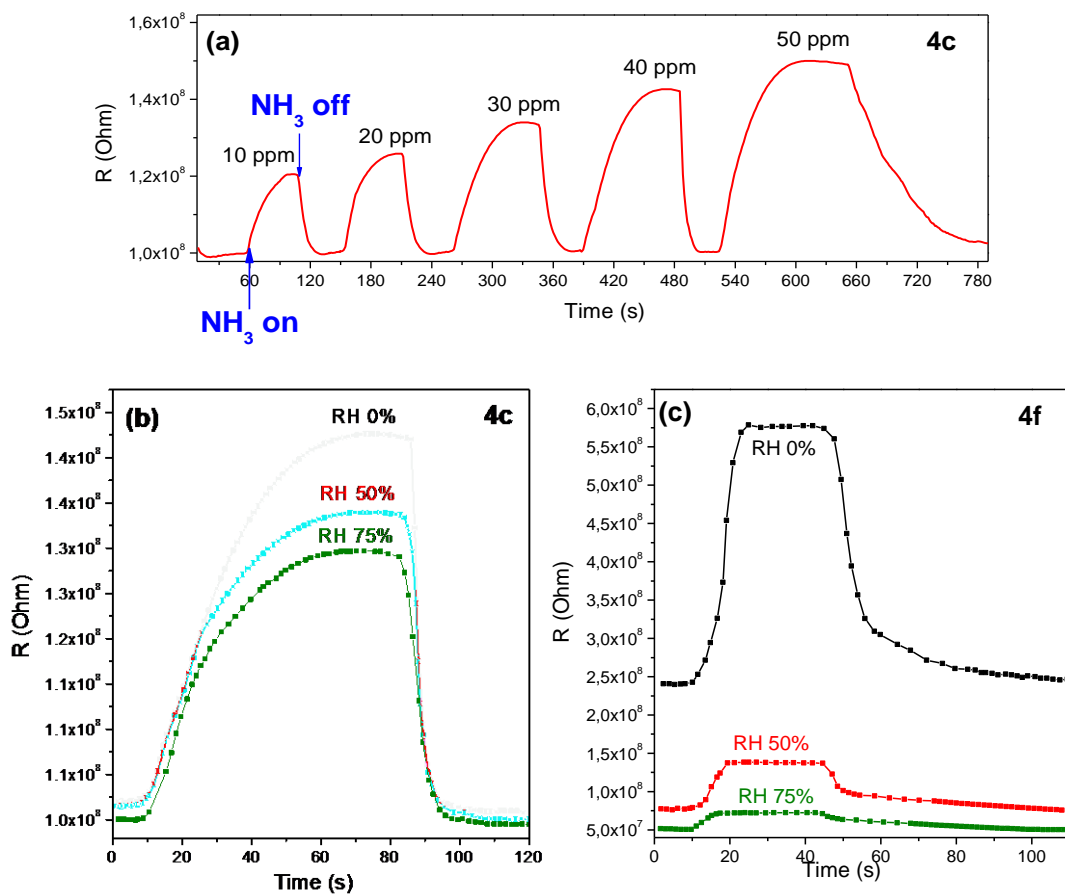 (a)
4c
1,6x10⁸
1,4x10⁸
1,2x10⁸
1,0x10⁸
R (Ohm)
NH₃ off
NH₃ on
10 ppm
20 ppm
30 ppm
40 ppm
50 ppm
60 120 180 240 300 360 420 480 540 600 660 720 780
Time (s)
(b)
4c
1.5x10⁸
1.4x10⁸
1.4x10⁸
1.3x10⁸
1.3x10⁸
1.2x10⁸
1.1x10⁸
1.1x10⁸
1.1x10⁸
1.0x10⁸
R (Ohm)
RH 0%
RH 50%
RH 75%
0 20 40 60 80 100 120
Time (s)
(c)
4f
6,0x10⁸
5,5x10⁸
5,0x10⁸
4,5x10⁸
4,0x10⁸
3,5x10⁸
3,0x10⁸
2,5x10⁸
2,0x10⁸
1,5x10⁸
1,0x10⁸
5,0x10⁷
R (Ohm)
RH 0%
RH 50%
RH 75%
0 20 40 60 80 100
Time (s)